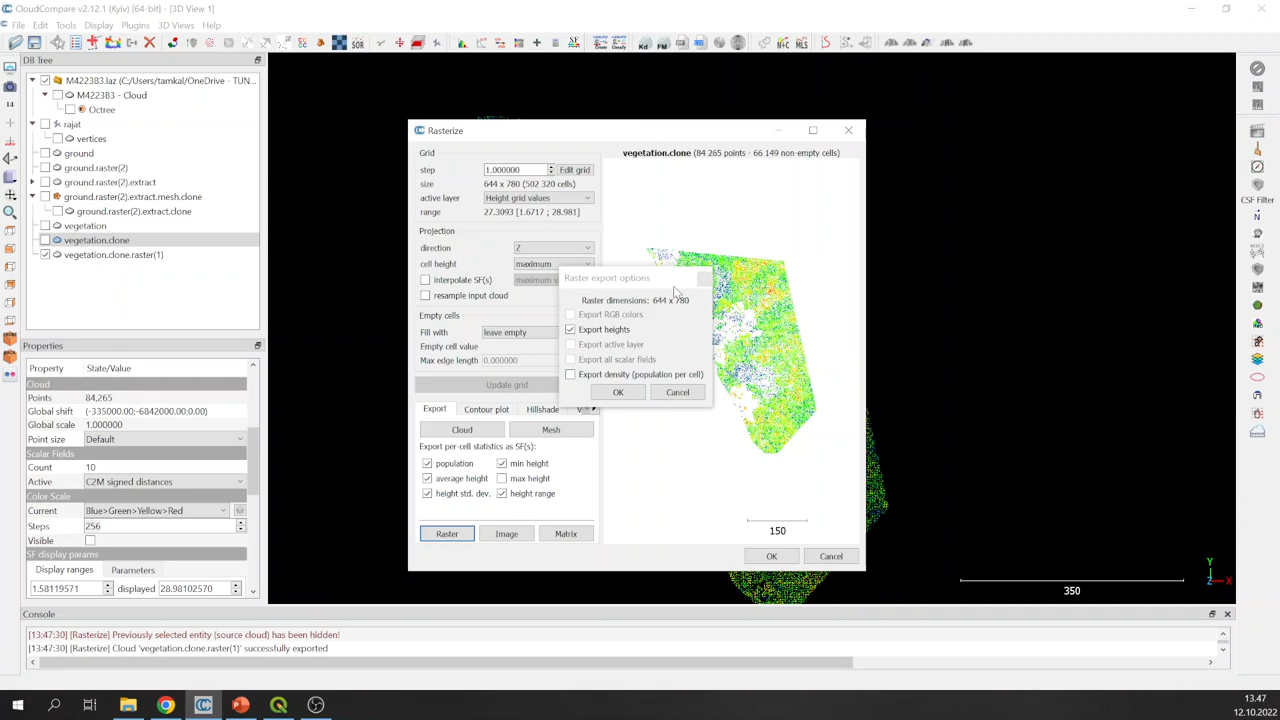 CloudCompare v2.12.1 (Kyiv) [64-bit] - [3D View 1]
File Edit Tools Display Plugins 3D Views Help
SOR
SF
Kd
FM
N+C
MLS
DB Tree
M4223B3.laz (C:/Users/tamkal/OneDrive - TUN...
M4223B3 - Cloud
Octree
rajat
vertices
ground
ground.raster(2)
ground.raster(2).extract
ground.raster(2).extract.mesh.clone
ground.raster(2).extract.clone
vegetation
vegetation.clone
vegetation.clone.raster(1)
1:1
Properties
Property State/Value
Cloud
Points 84,265
Global shift (-335000.00;-6842000.00;0.00)
Global scale 1.000000
Point size Default
Scalar Fields
Count 10
Active C2M signed distances
Color Scale
Current Blue>Green>Yellow>Red
Steps 256
Visible
SF display params
Display ranges Parameters
1.58119571 displayed 28.98102570
Rasterize
Grid
step 1.000000 Edit grid
size 644 x 780 (502 320 cells)
active layer Height grid values
range 27.3093 [1.6717 ; 28.981]
Projection
direction Z
cell height maximum
interpolate SF(s) maximum v
resample input cloud
Empty cells
Fill with leave empty
Empty cell value
Max edge length 0.000000
Update grid
Export Contour plot Hillshade
Cloud Mesh
Export per-cell statistics as SF(s):
population min height
average height max height
height std. dev. height range
Raster Image Matrix
vegetation.clone (84 265 points - 66 149 non-empty cells)
150
OK Cancel
Raster export options
Raster dimensions: 644 x 780
Export RGB colors
Export heights
Export active layer
Export all scalar fields
Export density (population per cell)
OK Cancel
CSF Filter
N
350
Y
Z X
Console
[13:47:30] [Rasterize] Previously selected entity (source cloud) has been hidden!
[13:47:30] [Rasterize] Cloud 'vegetation.clone.raster(1)' successfully exported
13.47
12.10.2022